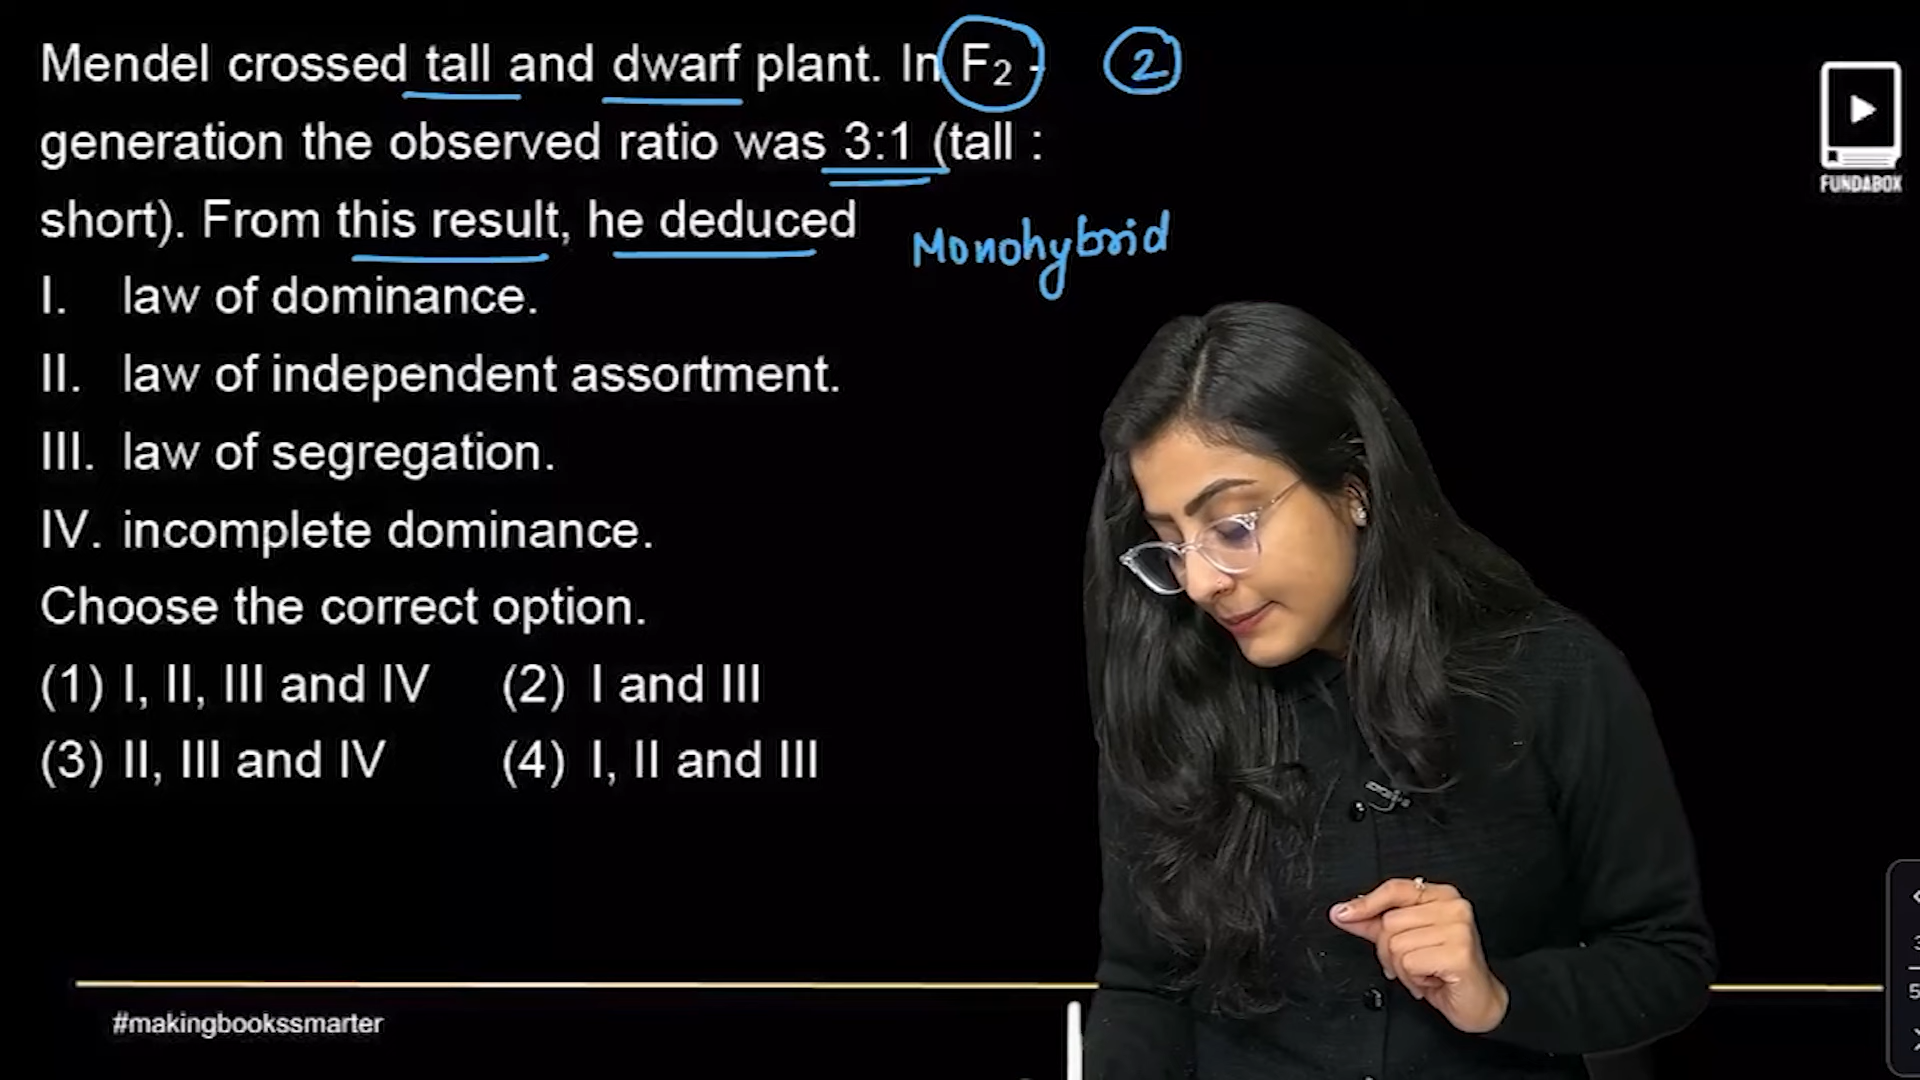 Mendel crossed tall and dwarf plant. In F₂ - 2
generation the observed ratio was 3:1 (tall :
short). From this result, he deduced
Monohybrid
I. law of dominance.
II. law of independent assortment.
III. law of segregation.
IV. incomplete dominance.
Choose the correct option.
(1) I, II, III and IV (2) I and III
(3) II, III and IV (4) I, II and III
FUNDABOX
#makingbookssmarter